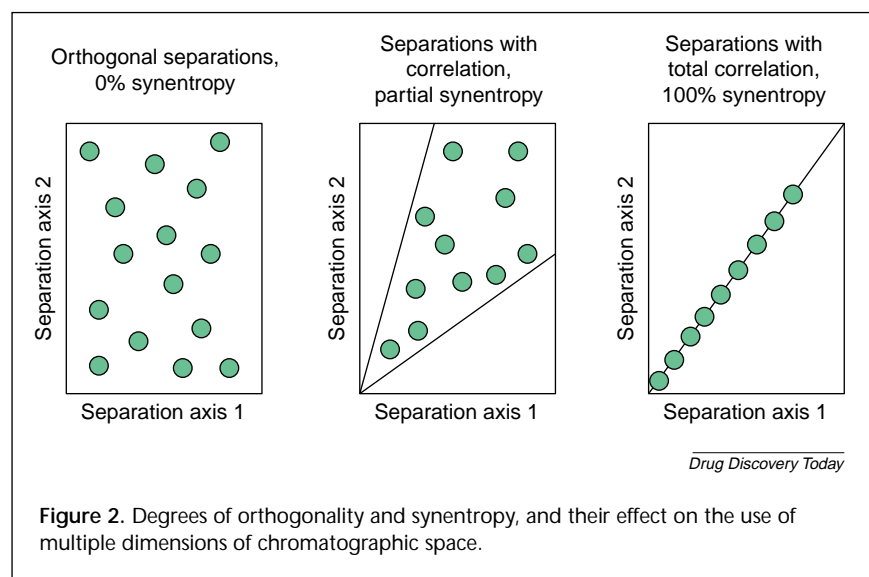 Orthogonal separations,
0% synentropy
Separation axis 2
Separation axis 1
Separations with
correlation,
partial synentropy
Separation axis 2
Separation axis 1
Separations with
total correlation,
100% synentropy
Separation axis 2
Separation axis 1
Drug Discovery Today
Figure 2. Degrees of orthogonality and synentropy, and their effect on the use of
multiple dimensions of chromatographic space.